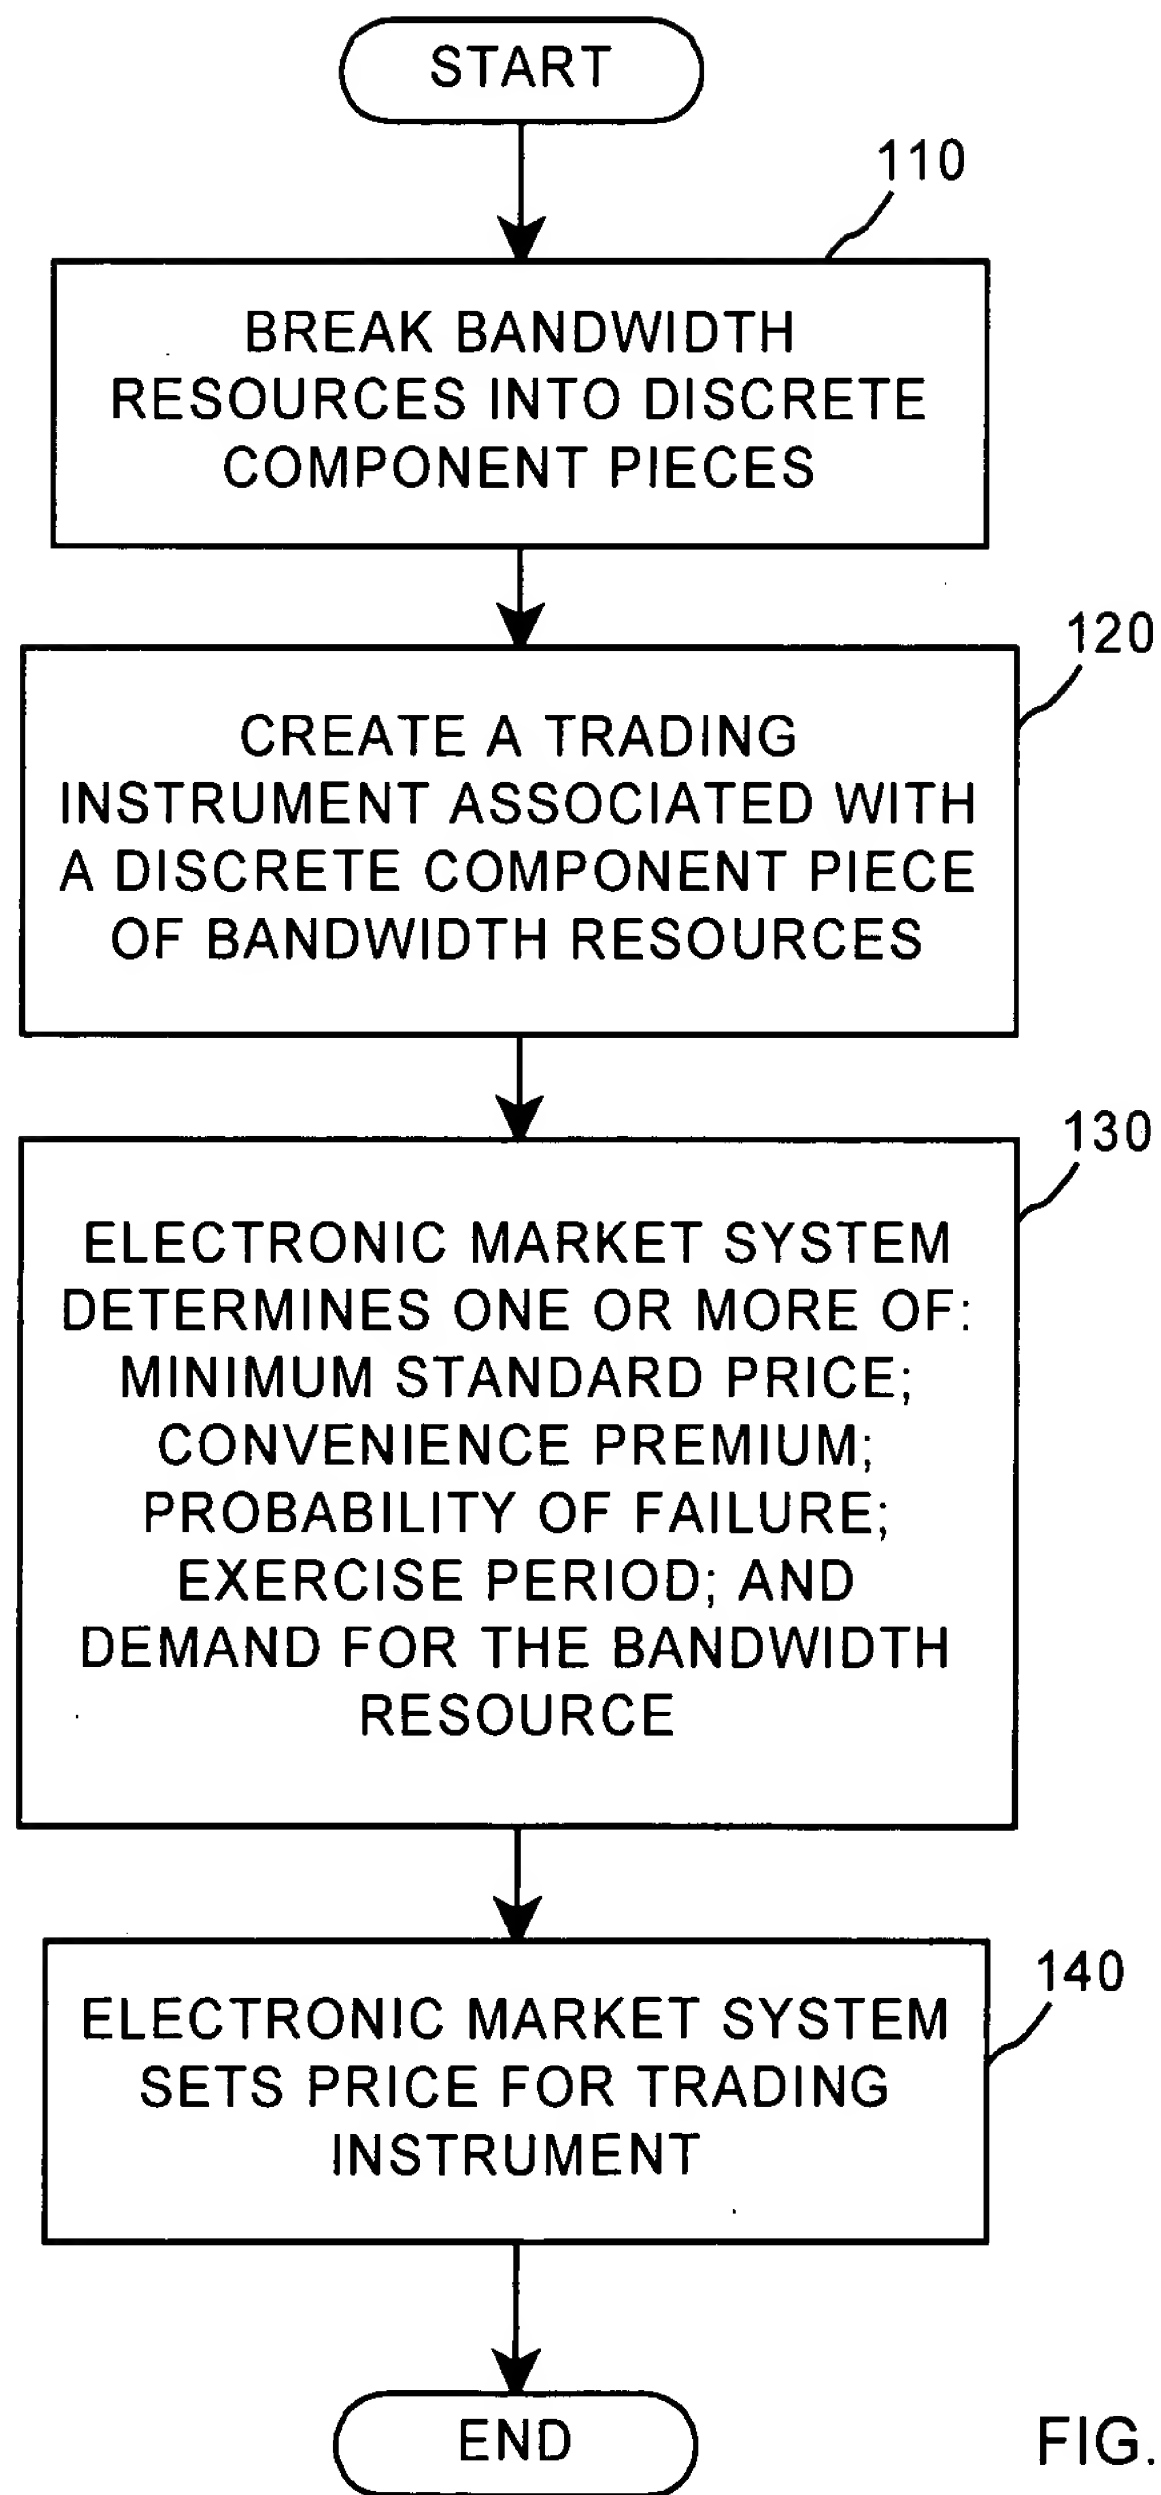 START
110
BREAK BANDWIDTH
RESOURCES INTO DISCRETE
COMPONENT PIECES
120
CREATE A TRADING
INSTRUMENT ASSOCIATED WITH
A DISCRETE COMPONENT PIECE
OF BANDWIDTH RESOURCES
130
ELECTRONIC MARKET SYSTEM
DETERMINES ONE OR MORE OF:
MINIMUM STANDARD PRICE;
CONVENIENCE PREMIUM;
PROBABILITY OF FAILURE;
EXERCISE PERIOD; AND
DEMAND FOR THE BANDWIDTH
RESOURCE
140
ELECTRONIC MARKET SYSTEM
SETS PRICE FOR TRADING
INSTRUMENT
END
FIG.